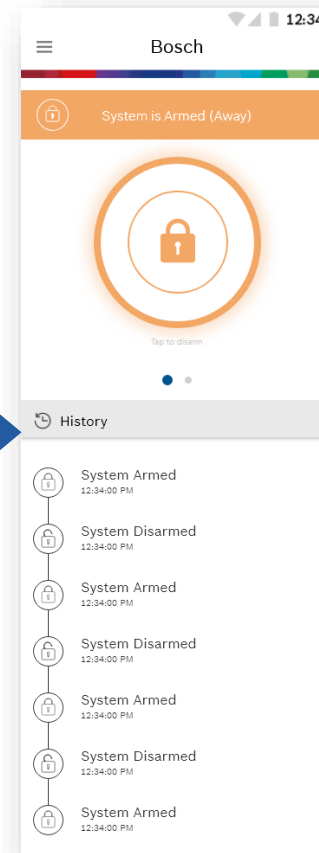 12:34
Bosch
System is Armed (Away)
Tap to disarm
History
System Armed
12:34:00 PM
System Disarmed
12:34:00 PM
System Armed
12:34:00 PM
System Disarmed
12:34:00 PM
System Armed
12:34:00 PM
System Disarmed
12:34:00 PM
System Armed
12:34:00 PM